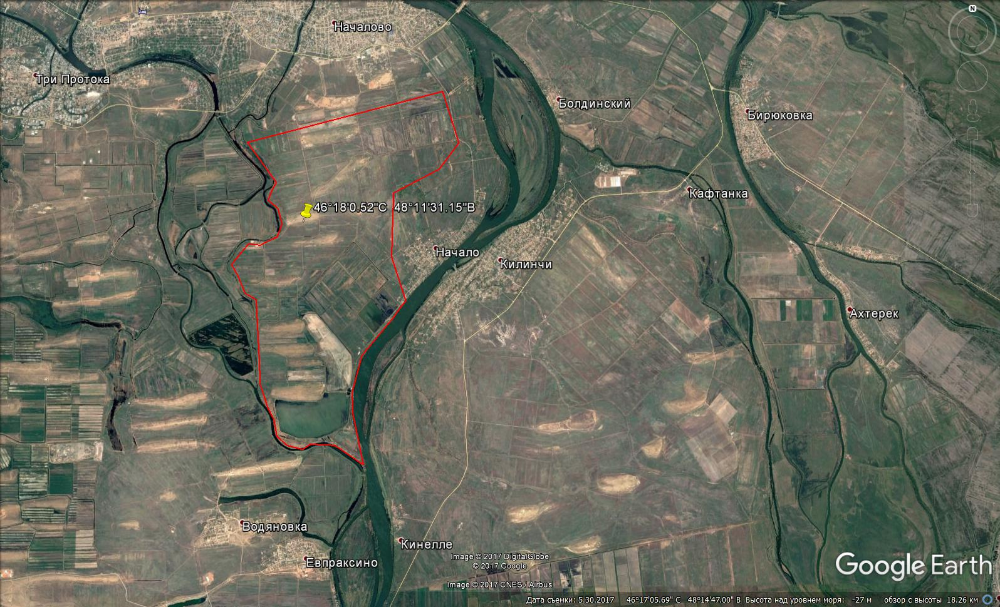 N
Началово
Три Протока
Болдинский
Бирюковка
Кафтанка
46°18'0.52"С 48°11'31.15"В
Начало
Килинчи
Ахтерек
Водяновка
Кинелле
Евпраксино
Image © 2017 DigitalGlobe
© 2017 Google
Image © 2017 CNES / Airbus
Google Earth
Дата съемки: 5.30.2017 46°17'05.69" С 48°14'47.00" В Высота над уровнем моря: -27 м обзор с высоты 18.26 км